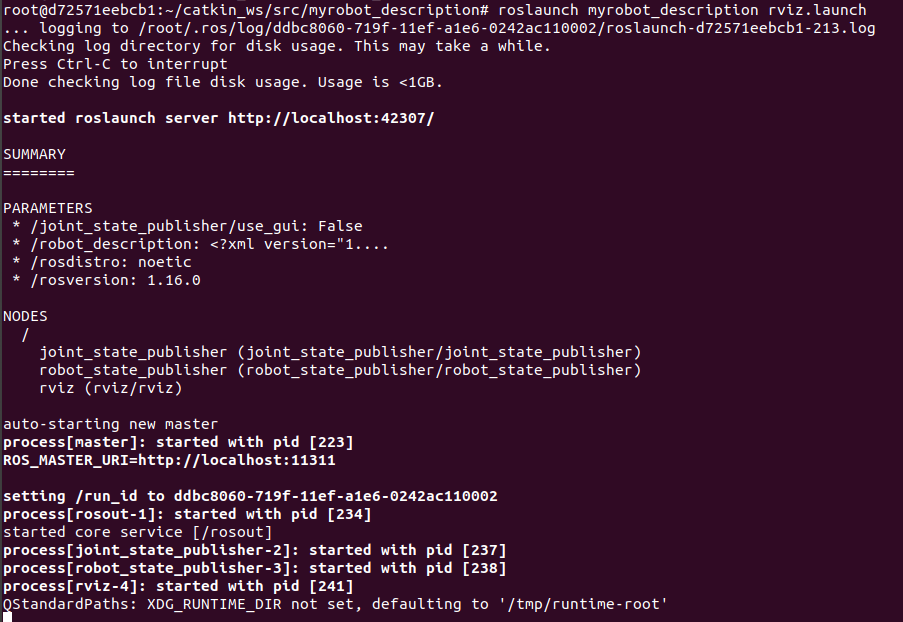 root@d72571eebcb1:~/catkin_ws/src/myrobot_description# roslaunch myrobot_description rviz.launch
... logging to /root/.ros/log/ddbc8060-719f-11ef-a1e6-0242ac110002/roslaunch-d72571eebcb1-213.log
Checking log directory for disk usage. This may take a while.
Press Ctrl-C to interrupt
Done checking log file disk usage. Usage is <1GB.

started roslaunch server http://localhost:42307/

SUMMARY
========

PARAMETERS
 * /joint_state_publisher/use_gui: False
 * /robot_description: <?xml version="1....
 * /rosdistro: noetic
 * /rosversion: 1.16.0

NODES
  /
    joint_state_publisher (joint_state_publisher/joint_state_publisher)
    robot_state_publisher (robot_state_publisher/robot_state_publisher)
    rviz (rviz/rviz)

auto-starting new master
process[master]: started with pid [223]
ROS_MASTER_URI=http://localhost:11311

setting /run_id to ddbc8060-719f-11ef-a1e6-0242ac110002
process[rosout-1]: started with pid [234]
started core service [/rosout]
process[joint_state_publisher-2]: started with pid [237]
process[robot_state_publisher-3]: started with pid [238]
process[rviz-4]: started with pid [241]
QStandardPaths: XDG_RUNTIME_DIR not set, defaulting to '/tmp/runtime-root'